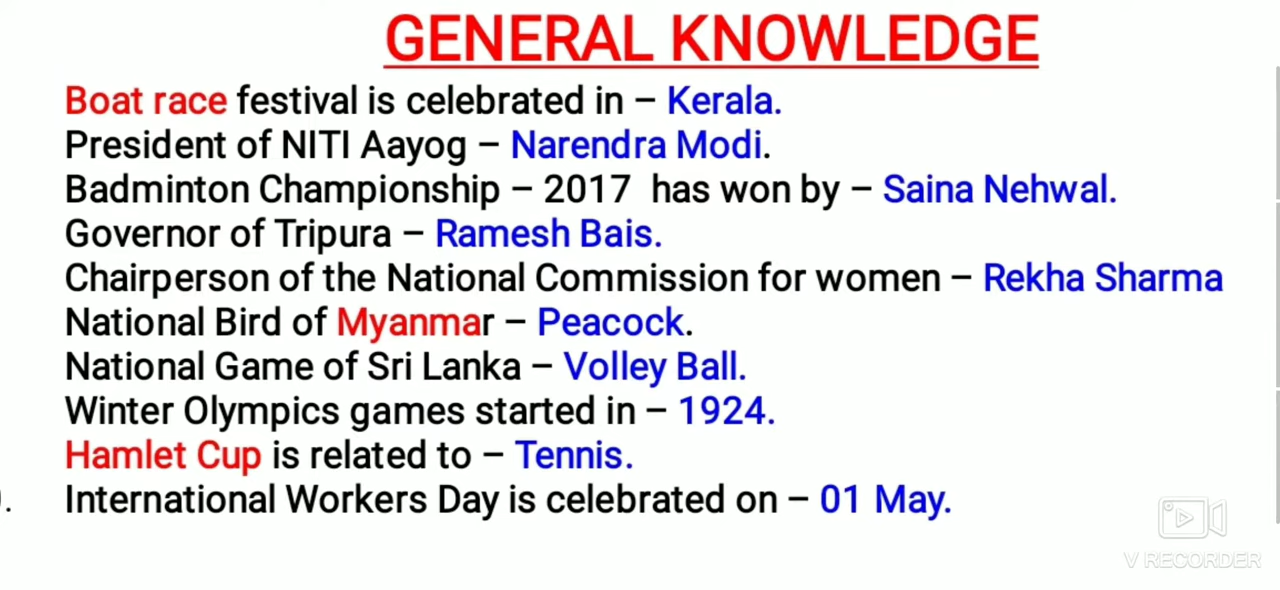 GENERAL KNOWLEDGE
Boat race festival is celebrated in – Kerala.
President of NITI Aayog – Narendra Modi.
Badminton Championship – 2017 has won by – Saina Nehwal.
Governor of Tripura – Ramesh Bais.
Chairperson of the National Commission for women – Rekha Sharma
National Bird of Myanmar – Peacock.
National Game of Sri Lanka – Volley Ball.
Winter Olympics games started in – 1924.
Hamlet Cup is related to – Tennis.
International Workers Day is celebrated on – 01 May.
V RECORDER